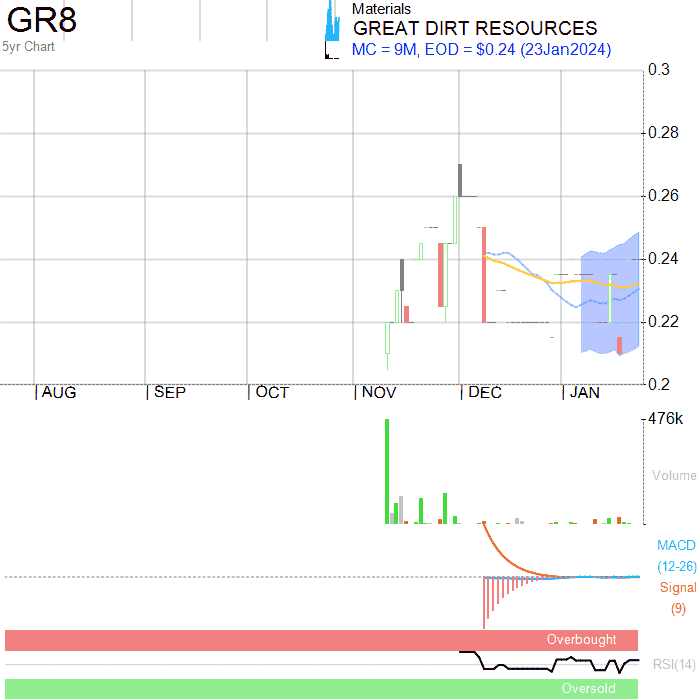 GR8
5yr Chart
Materials
GREAT DIRT RESOURCES
MC = 9M, EOD = $0.24 (23Jan2024)
0.3
0.28
0.26
0.24
0.22
0.2
AUG SEP OCT NOV DEC JAN
476k
Volume
MACD
(12-26)
Signal
(9)
Overbought
RSI(14)
Oversold